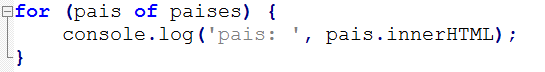 for (pais of paises) {
    console.log('pais: ', pais.innerHTML);
}